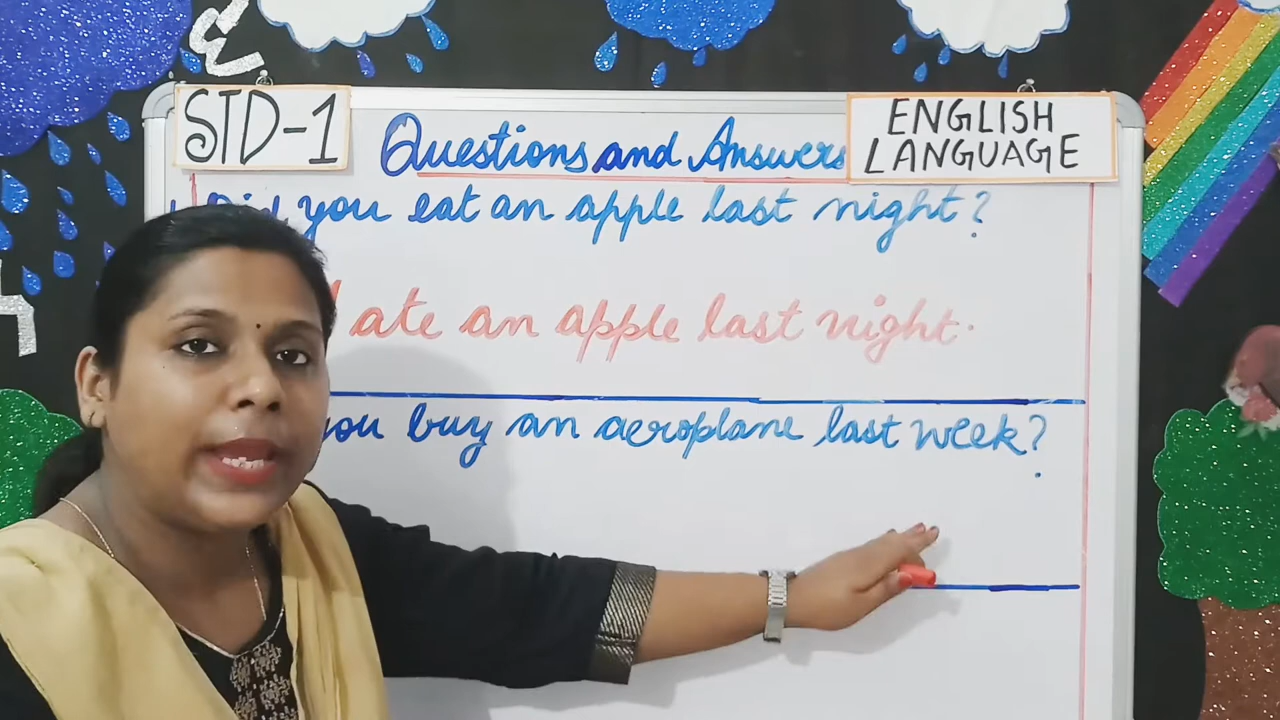 STD-1
Questions and Answers
ENGLISH
LANGUAGE
Did you eat an apple last night?
I ate an apple last night.
you buy an aeroplane last week?